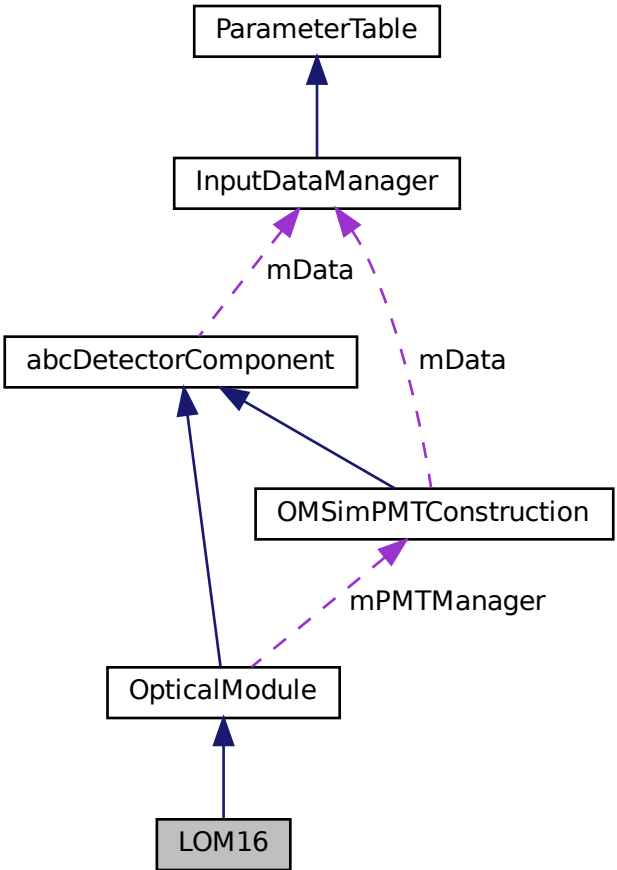 ParameterTable
InputDataManager
mData
abcDetectorComponent
mData
OMSimPMTConstruction
mPMTManager
OpticalModule
LOM16